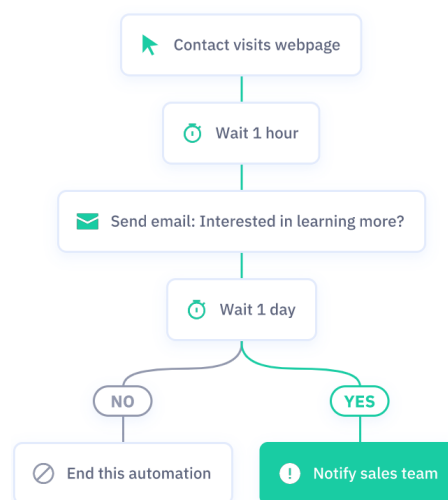 Contact visits webpage
Wait 1 hour
Send email: Interested in learning more?
Wait 1 day
NO
YES
End this automation
Notify sales team